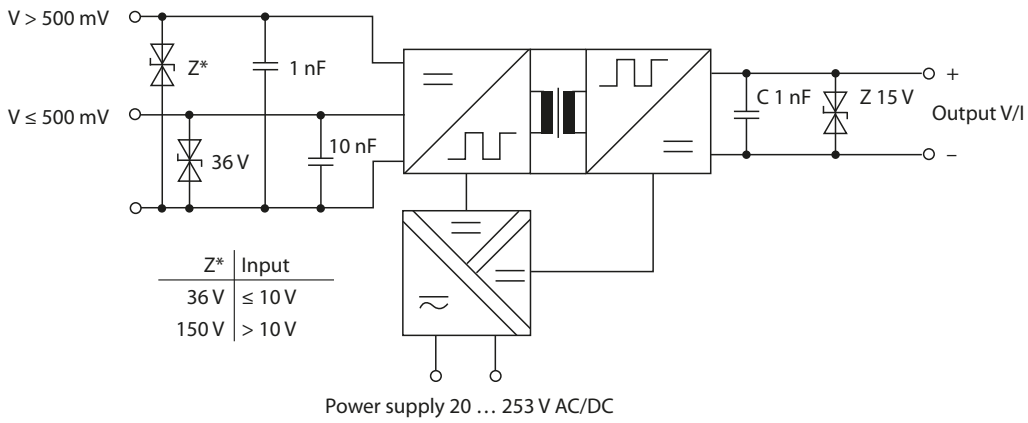 V > 500 mV
Z*
1 nF
V ≤ 500 mV
36 V
10 nF
C 1 nF
Z 15 V
+
Output V/I
−
Z* Input
36 V ≤ 10 V
150 V > 10 V
Power supply 20 … 253 V AC/DC